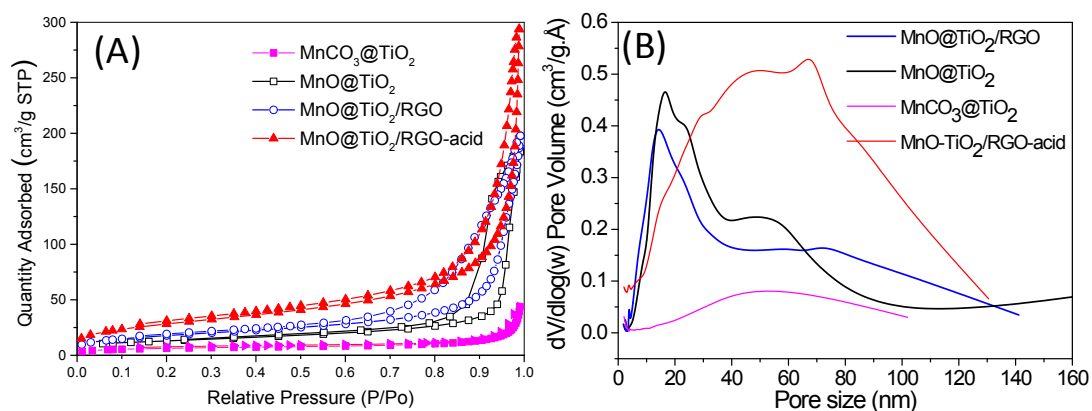 (A)
MnCO₃@TiO₂
MnO@TiO₂
MnO@TiO₂/RGO
MnO@TiO₂/RGO-acid
Quantity Adsorbed (cm³/g STP)
300
250
200
150
100
50
0
0.0 0.1 0.2 0.3 0.4 0.5 0.6 0.7 0.8 0.9 1.0
Relative Pressure (P/Po)
(B)
MnO@TiO₂/RGO
MnO@TiO₂
MnCO₃@TiO₂
MnO-TiO₂/RGO-acid
dV/dlog(w) Pore Volume (cm³/g.Å)
0.6
0.5
0.4
0.3
0.2
0.1
0.0
0 20 40 60 80 100 120 140 160
Pore size (nm)